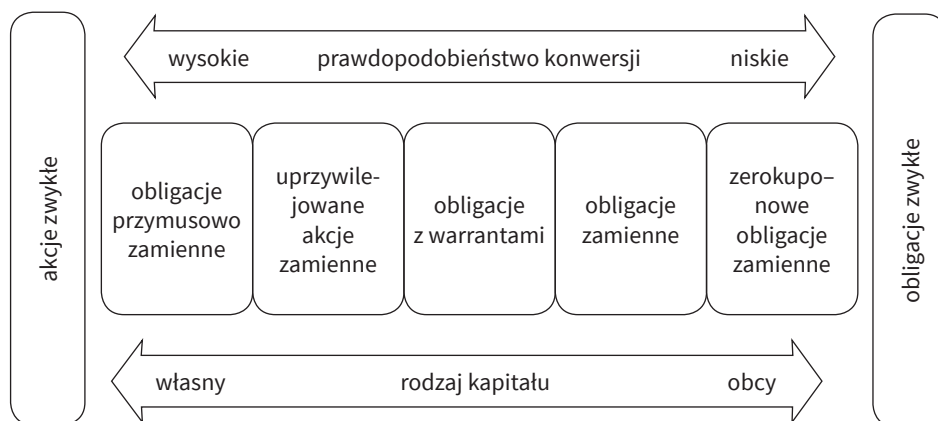 akcje zwykłe
wysokie prawdopodobieństwo konwersji niskie
obligacje
przymusowo
zamienne
uprzywile-
jowane
akcje
zamienne
obligacje
z warrantami
obligacje
zamienne
zerokupo–
nowe
obligacje
zamienne
własny rodzaj kapitału obcy
obligacje zwykłe